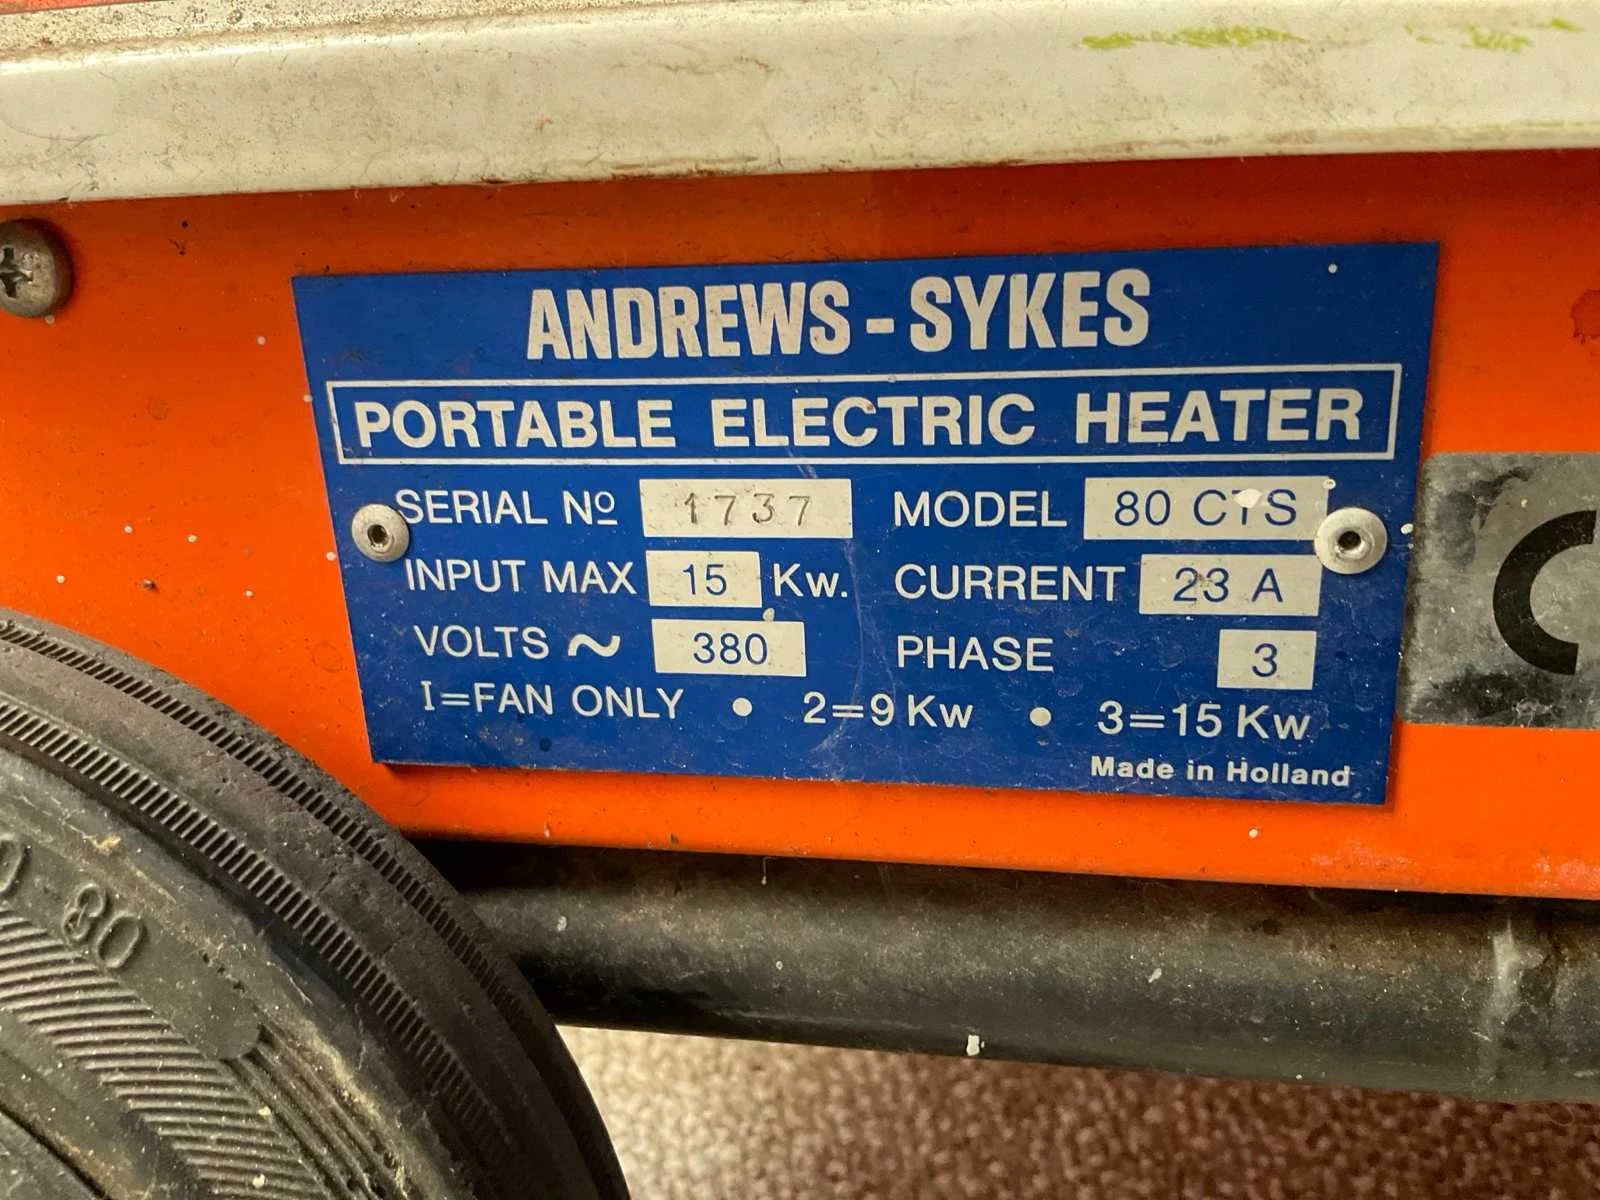 ANDREWS - SYKES
PORTABLE ELECTRIC HEATER
SERIAL Nº 1737 MODEL 80 CTS
INPUT MAX 15 Kw. CURRENT 23 A
VOLTS ~ 380 PHASE 3
I=FAN ONLY • 2=9 Kw • 3=15 Kw
Made in Holland
80